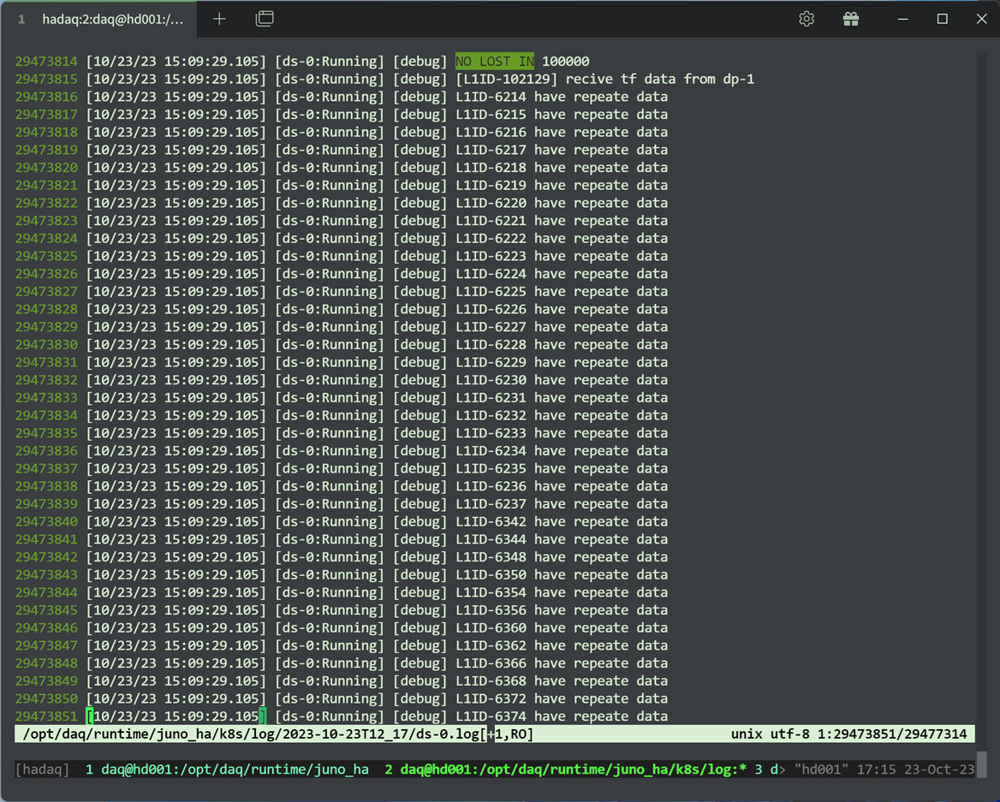 1 hadaq:2:daq@hd001:/...
29473814 [10/23/23 15:09:29.105] [ds-0:Running] [debug] NO LOST IN 100000
29473815 [10/23/23 15:09:29.105] [ds-0:Running] [debug] [L1ID-102129] recive tf data from dp-1
29473816 [10/23/23 15:09:29.105] [ds-0:Running] [debug] L1ID-6214 have repeate data
29473817 [10/23/23 15:09:29.105] [ds-0:Running] [debug] L1ID-6215 have repeate data
29473818 [10/23/23 15:09:29.105] [ds-0:Running] [debug] L1ID-6216 have repeate data
29473819 [10/23/23 15:09:29.105] [ds-0:Running] [debug] L1ID-6217 have repeate data
29473820 [10/23/23 15:09:29.105] [ds-0:Running] [debug] L1ID-6218 have repeate data
29473821 [10/23/23 15:09:29.105] [ds-0:Running] [debug] L1ID-6219 have repeate data
29473822 [10/23/23 15:09:29.105] [ds-0:Running] [debug] L1ID-6220 have repeate data
29473823 [10/23/23 15:09:29.105] [ds-0:Running] [debug] L1ID-6221 have repeate data
29473824 [10/23/23 15:09:29.105] [ds-0:Running] [debug] L1ID-6222 have repeate data
29473825 [10/23/23 15:09:29.105] [ds-0:Running] [debug] L1ID-6223 have repeate data
29473826 [10/23/23 15:09:29.105] [ds-0:Running] [debug] L1ID-6224 have repeate data
29473827 [10/23/23 15:09:29.105] [ds-0:Running] [debug] L1ID-6225 have repeate data
29473828 [10/23/23 15:09:29.105] [ds-0:Running] [debug] L1ID-6226 have repeate data
29473829 [10/23/23 15:09:29.105] [ds-0:Running] [debug] L1ID-6227 have repeate data
29473830 [10/23/23 15:09:29.105] [ds-0:Running] [debug] L1ID-6228 have repeate data
29473831 [10/23/23 15:09:29.105] [ds-0:Running] [debug] L1ID-6229 have repeate data
29473832 [10/23/23 15:09:29.105] [ds-0:Running] [debug] L1ID-6230 have repeate data
29473833 [10/23/23 15:09:29.105] [ds-0:Running] [debug] L1ID-6231 have repeate data
29473834 [10/23/23 15:09:29.105] [ds-0:Running] [debug] L1ID-6232 have repeate data
29473835 [10/23/23 15:09:29.105] [ds-0:Running] [debug] L1ID-6233 have repeate data
29473836 [10/23/23 15:09:29.105] [ds-0:Running] [debug] L1ID-6234 have repeate data
29473837 [10/23/23 15:09:29.105] [ds-0:Running] [debug] L1ID-6235 have repeate data
29473838 [10/23/23 15:09:29.105] [ds-0:Running] [debug] L1ID-6236 have repeate data
29473839 [10/23/23 15:09:29.105] [ds-0:Running] [debug] L1ID-6237 have repeate data
29473840 [10/23/23 15:09:29.105] [ds-0:Running] [debug] L1ID-6342 have repeate data
29473841 [10/23/23 15:09:29.105] [ds-0:Running] [debug] L1ID-6344 have repeate data
29473842 [10/23/23 15:09:29.105] [ds-0:Running] [debug] L1ID-6348 have repeate data
29473843 [10/23/23 15:09:29.105] [ds-0:Running] [debug] L1ID-6350 have repeate data
29473844 [10/23/23 15:09:29.105] [ds-0:Running] [debug] L1ID-6354 have repeate data
29473845 [10/23/23 15:09:29.105] [ds-0:Running] [debug] L1ID-6356 have repeate data
29473846 [10/23/23 15:09:29.105] [ds-0:Running] [debug] L1ID-6360 have repeate data
29473847 [10/23/23 15:09:29.105] [ds-0:Running] [debug] L1ID-6362 have repeate data
29473848 [10/23/23 15:09:29.105] [ds-0:Running] [debug] L1ID-6366 have repeate data
29473849 [10/23/23 15:09:29.105] [ds-0:Running] [debug] L1ID-6368 have repeate data
29473850 [10/23/23 15:09:29.105] [ds-0:Running] [debug] L1ID-6372 have repeate data
29473851 [10/23/23 15:09:29.105] [ds-0:Running] [debug] L1ID-6374 have repeate data
/opt/daq/runtime/juno_ha/k8s/log/2023-10-23T12_17/ds-0.log[+1,RO] unix utf-8 1:29473851/29477314
[hadaq] 1 daq@hd001:/opt/daq/runtime/juno_ha 2 daq@hd001:/opt/daq/runtime/juno_ha/k8s/log:* 3 d> "hd001" 17:15 23-Oct-23